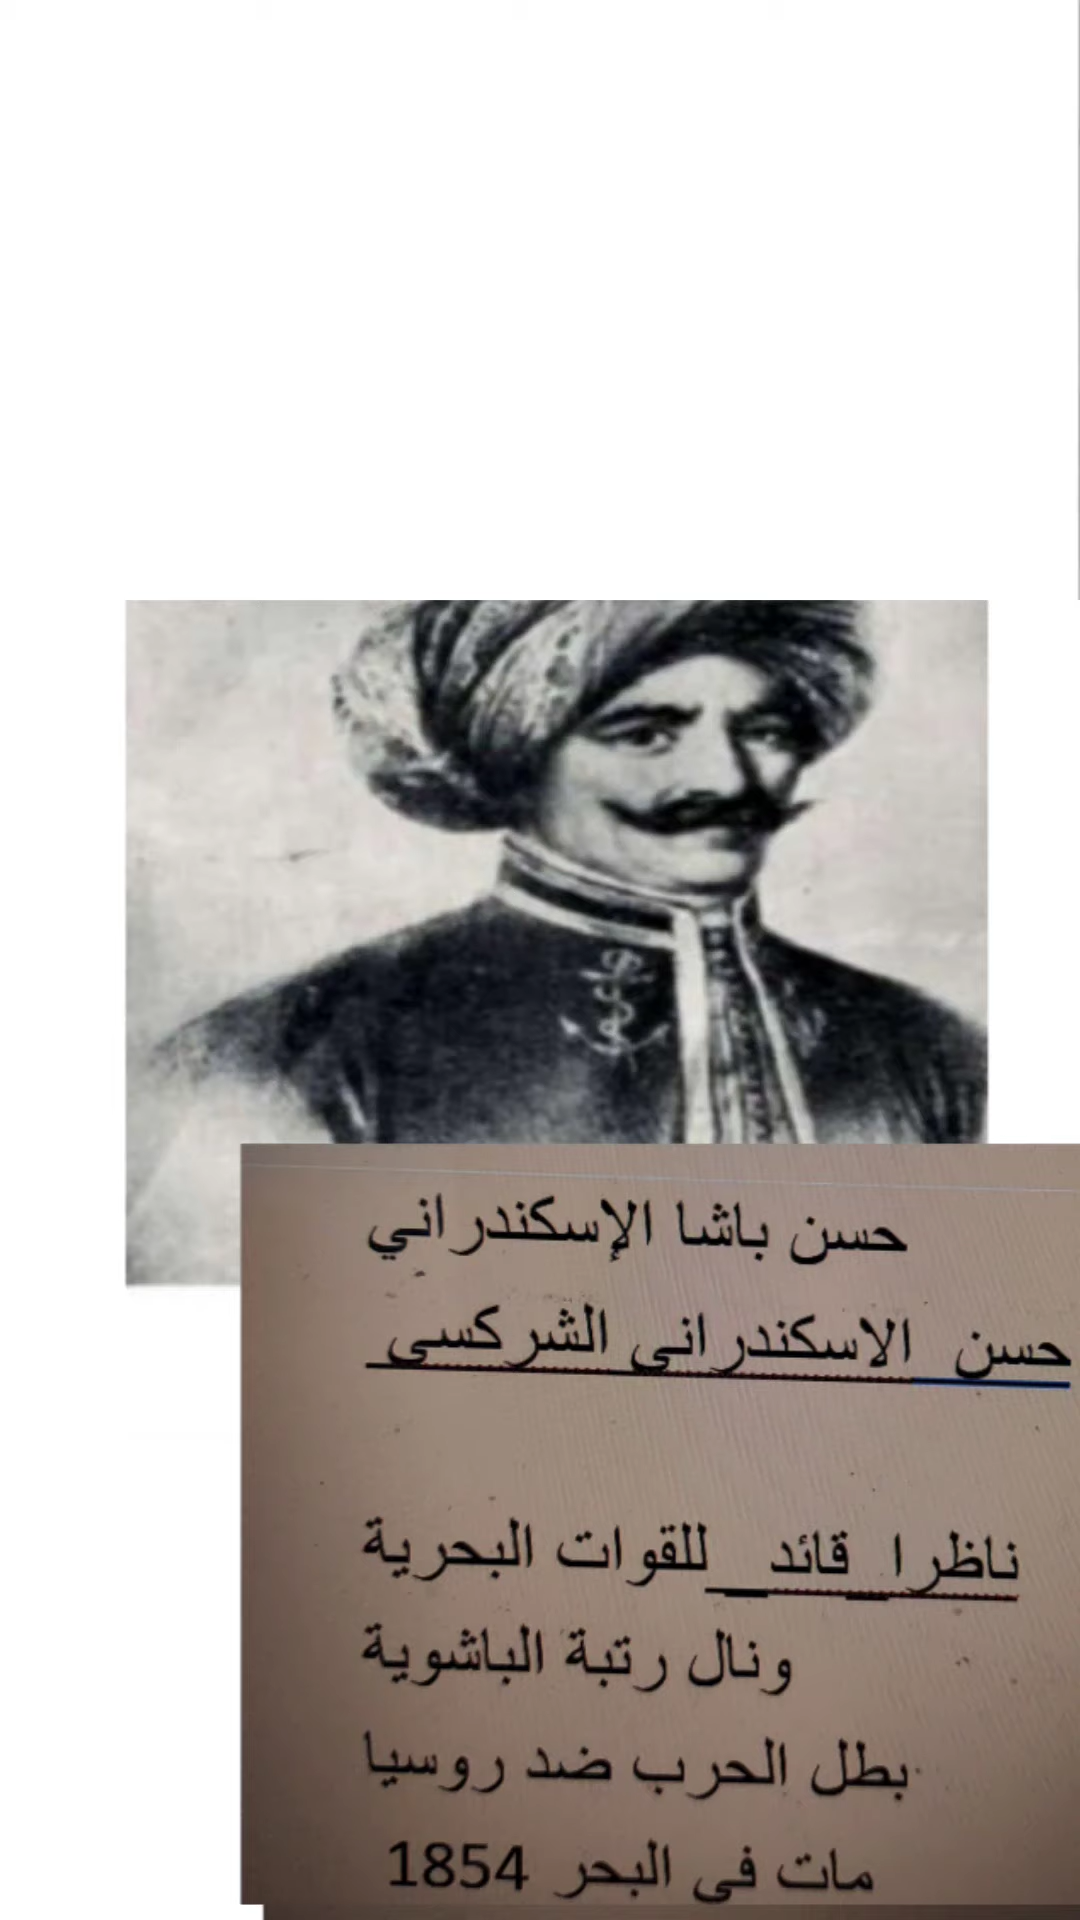 حسن باشا الإسكندراني
حسن الاسكندرانى الشركسى
ناظرا قائد للقوات البحرية
ونال رتبة الباشوية
بطل الحرب ضد روسيا
مات فى البحر 1854